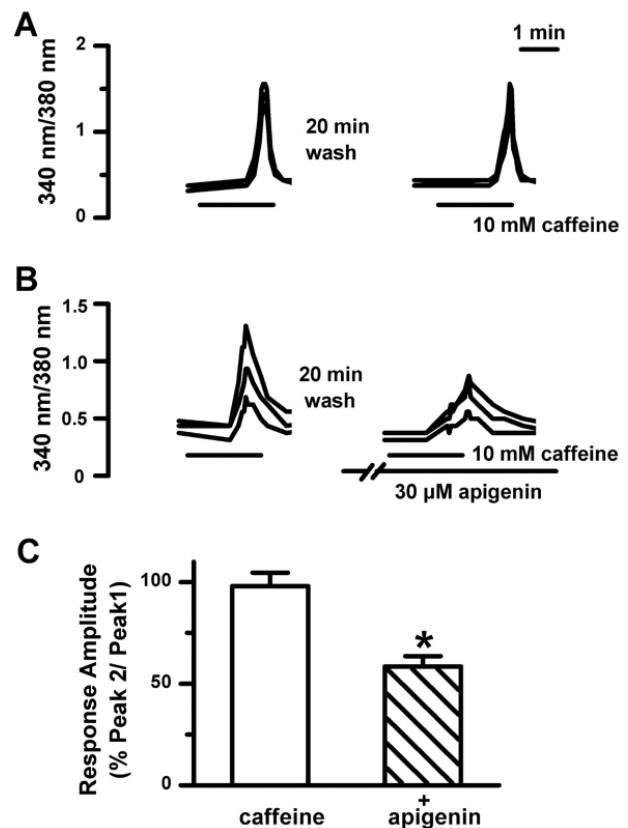 A
1 min
2
1
0
340 nm/380 nm
20 min
wash
10 mM caffeine
B
1.5
1.0
0.5
0
340 nm/380 nm
20 min
wash
10 mM caffeine
30 µM apigenin
C
Response Amplitude
(% Peak 2/ Peak1)
100
50
0
*
caffeine
+
apigenin